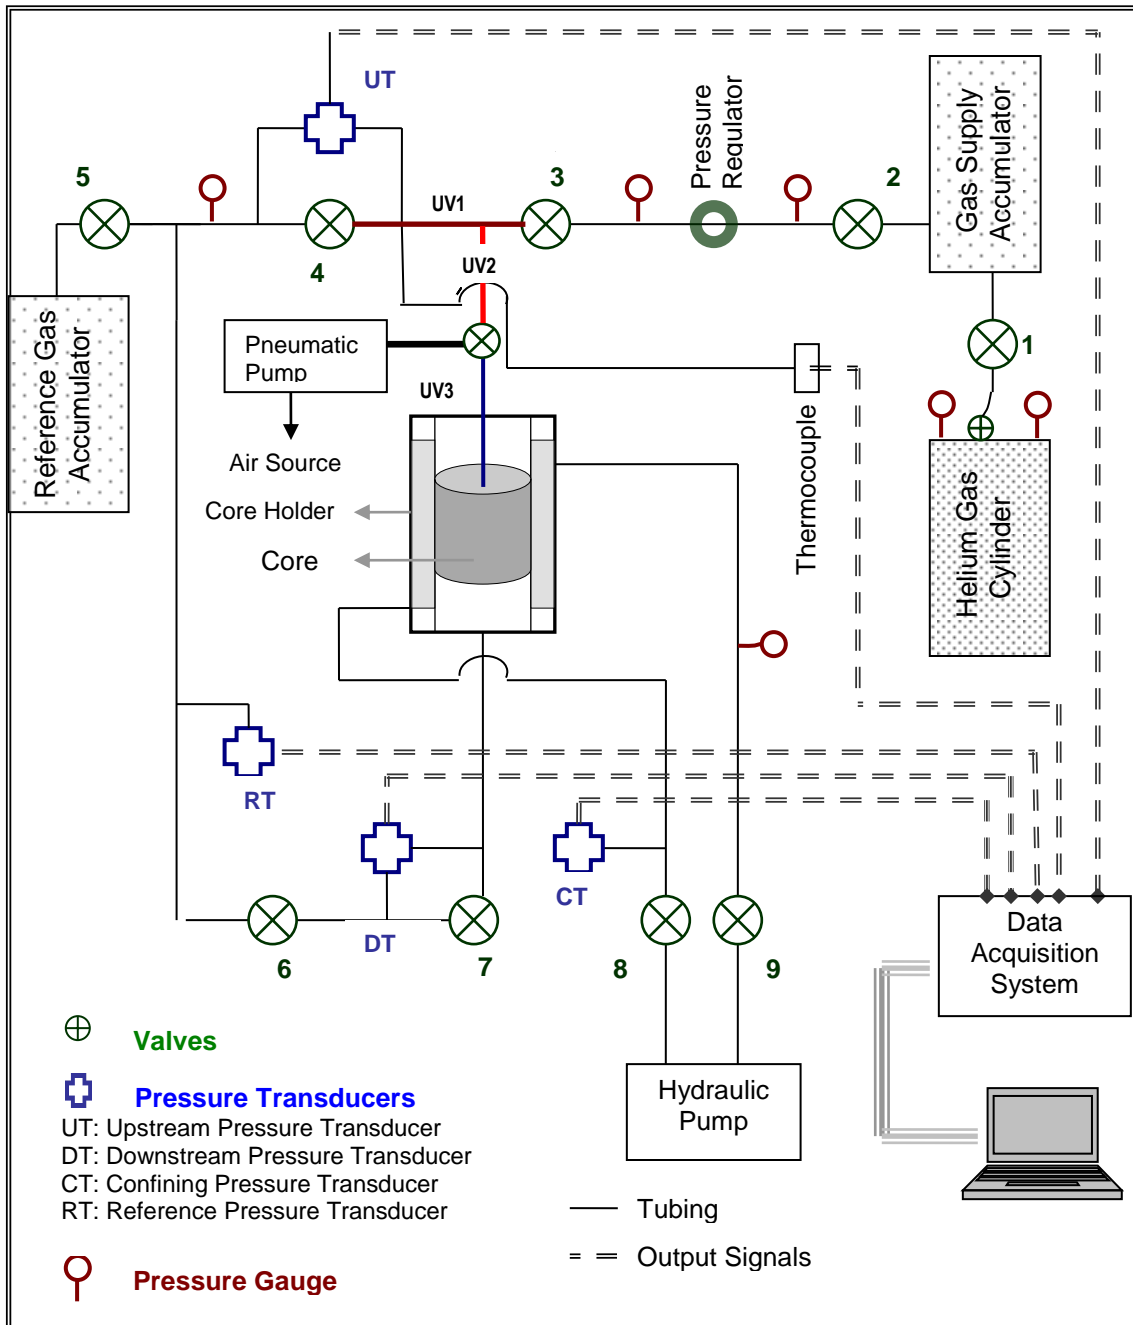 UT
Pressure
Requlator
Gas Supply
Accumulator
5
3
2
UV1
4
UV2
1
Reference Gas
Accumulator
Pneumatic
Pump
UV3
Thermocouple
Helium Gas
Cylinder
Air Source
Core Holder
Core
RT
CT
DT
6
7
8
9
Data
Acquisition
System
Valves
Pressure Transducers
UT: Upstream Pressure Transducer
DT: Downstream Pressure Transducer
CT: Confining Pressure Transducer
RT: Reference Pressure Transducer
Pressure Gauge
Hydraulic
Pump
Tubing
Output Signals